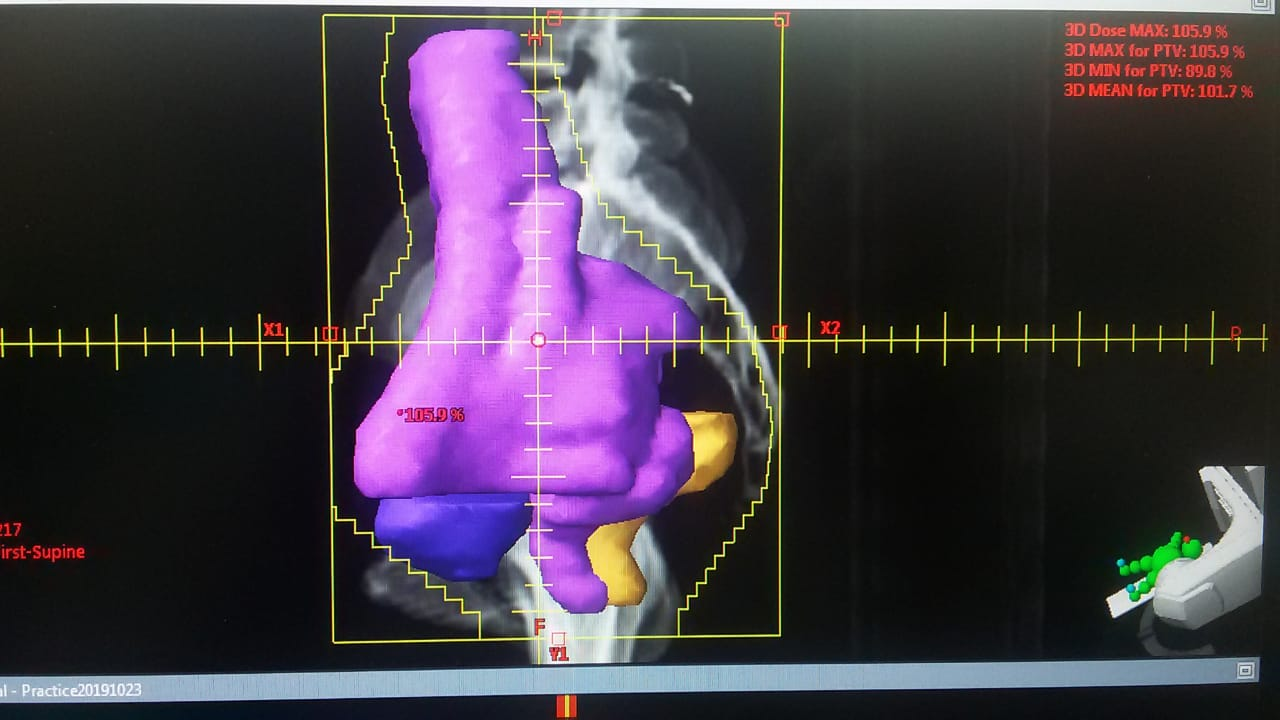 3D Dose MAX: 105.9 %
3D MAX for PTV: 105.9 %
3D MIN for PTV: 89.8 %
3D MEAN for PTV: 101.7 %
H
X1
X2
P
105.9 %
217
irst-Supine
F
Y1
al - Practice20191023